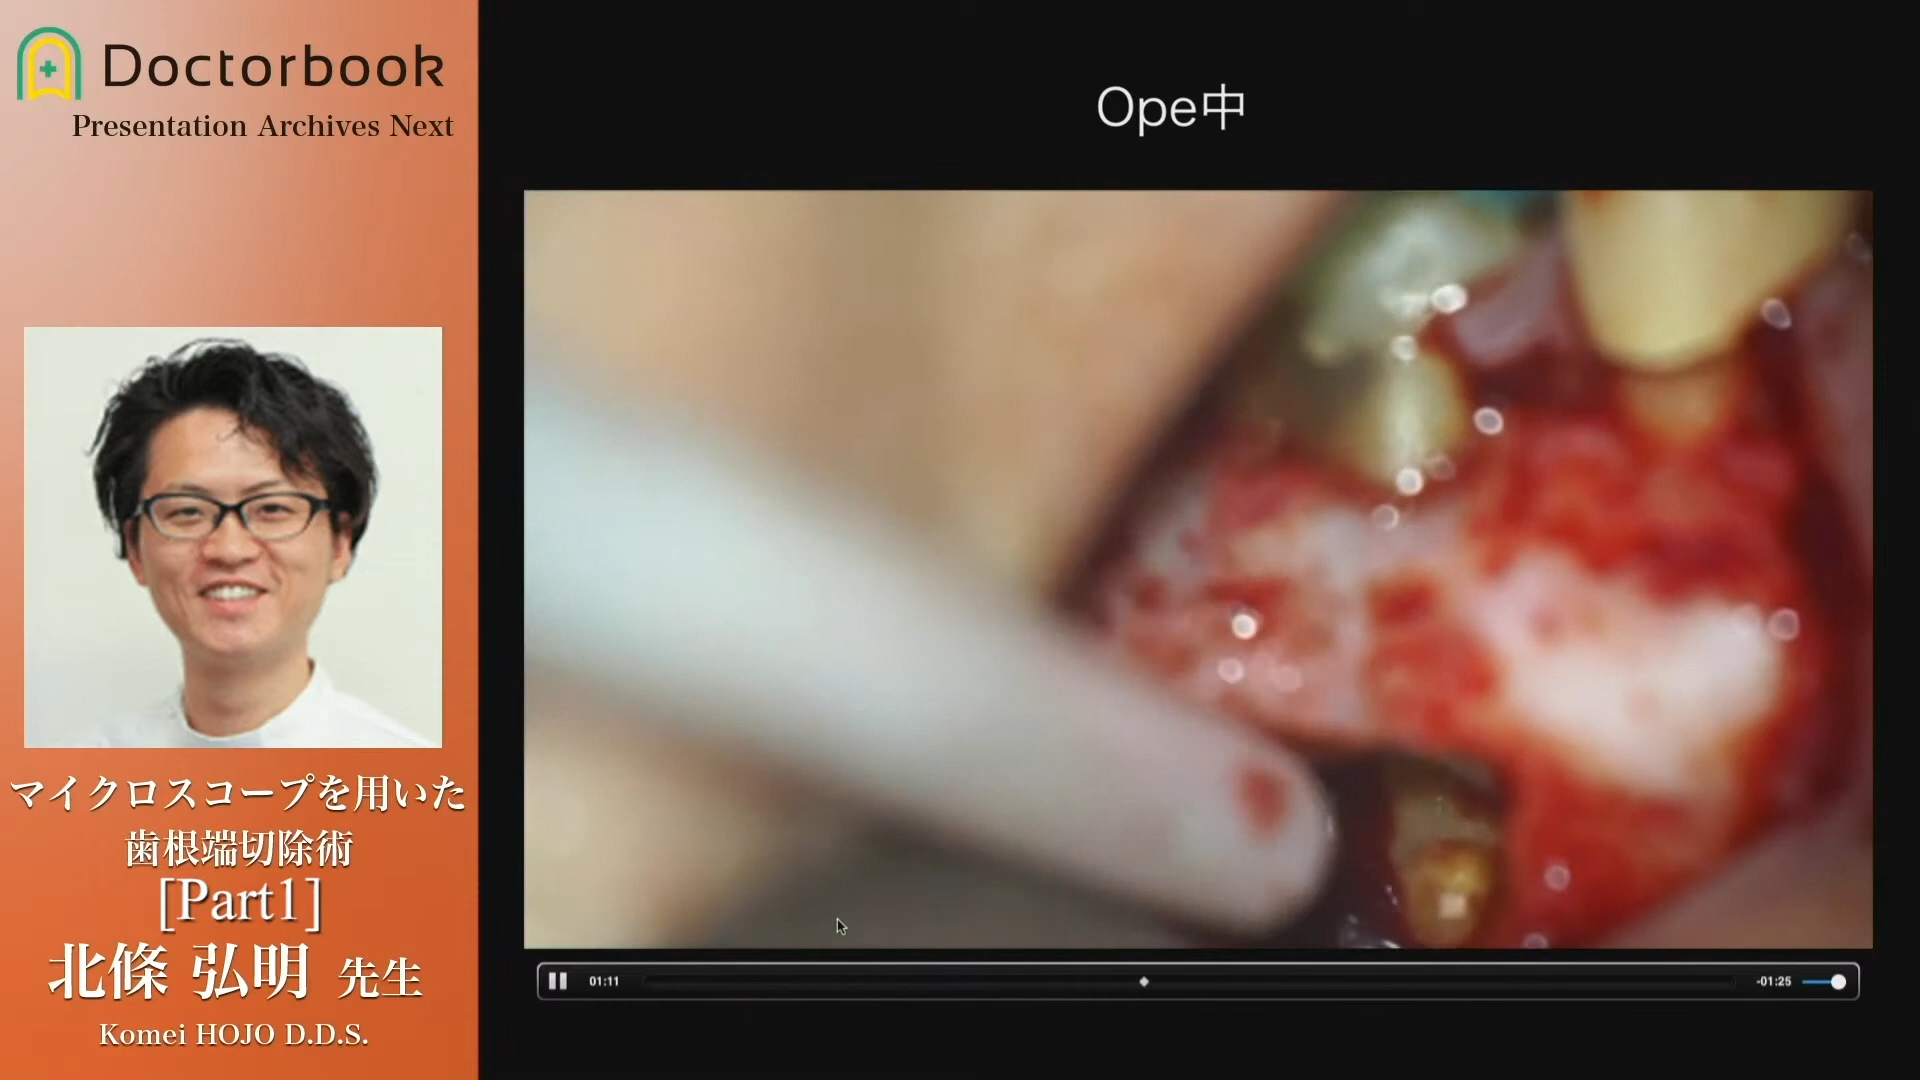 Doctorbook
Presentation Archives Next
マイクロスコープを用いた
歯根端切除術
[Part1]
北條 弘明 先生
Komei HOJO D.D.S.
Ope中
01:11
-01:25